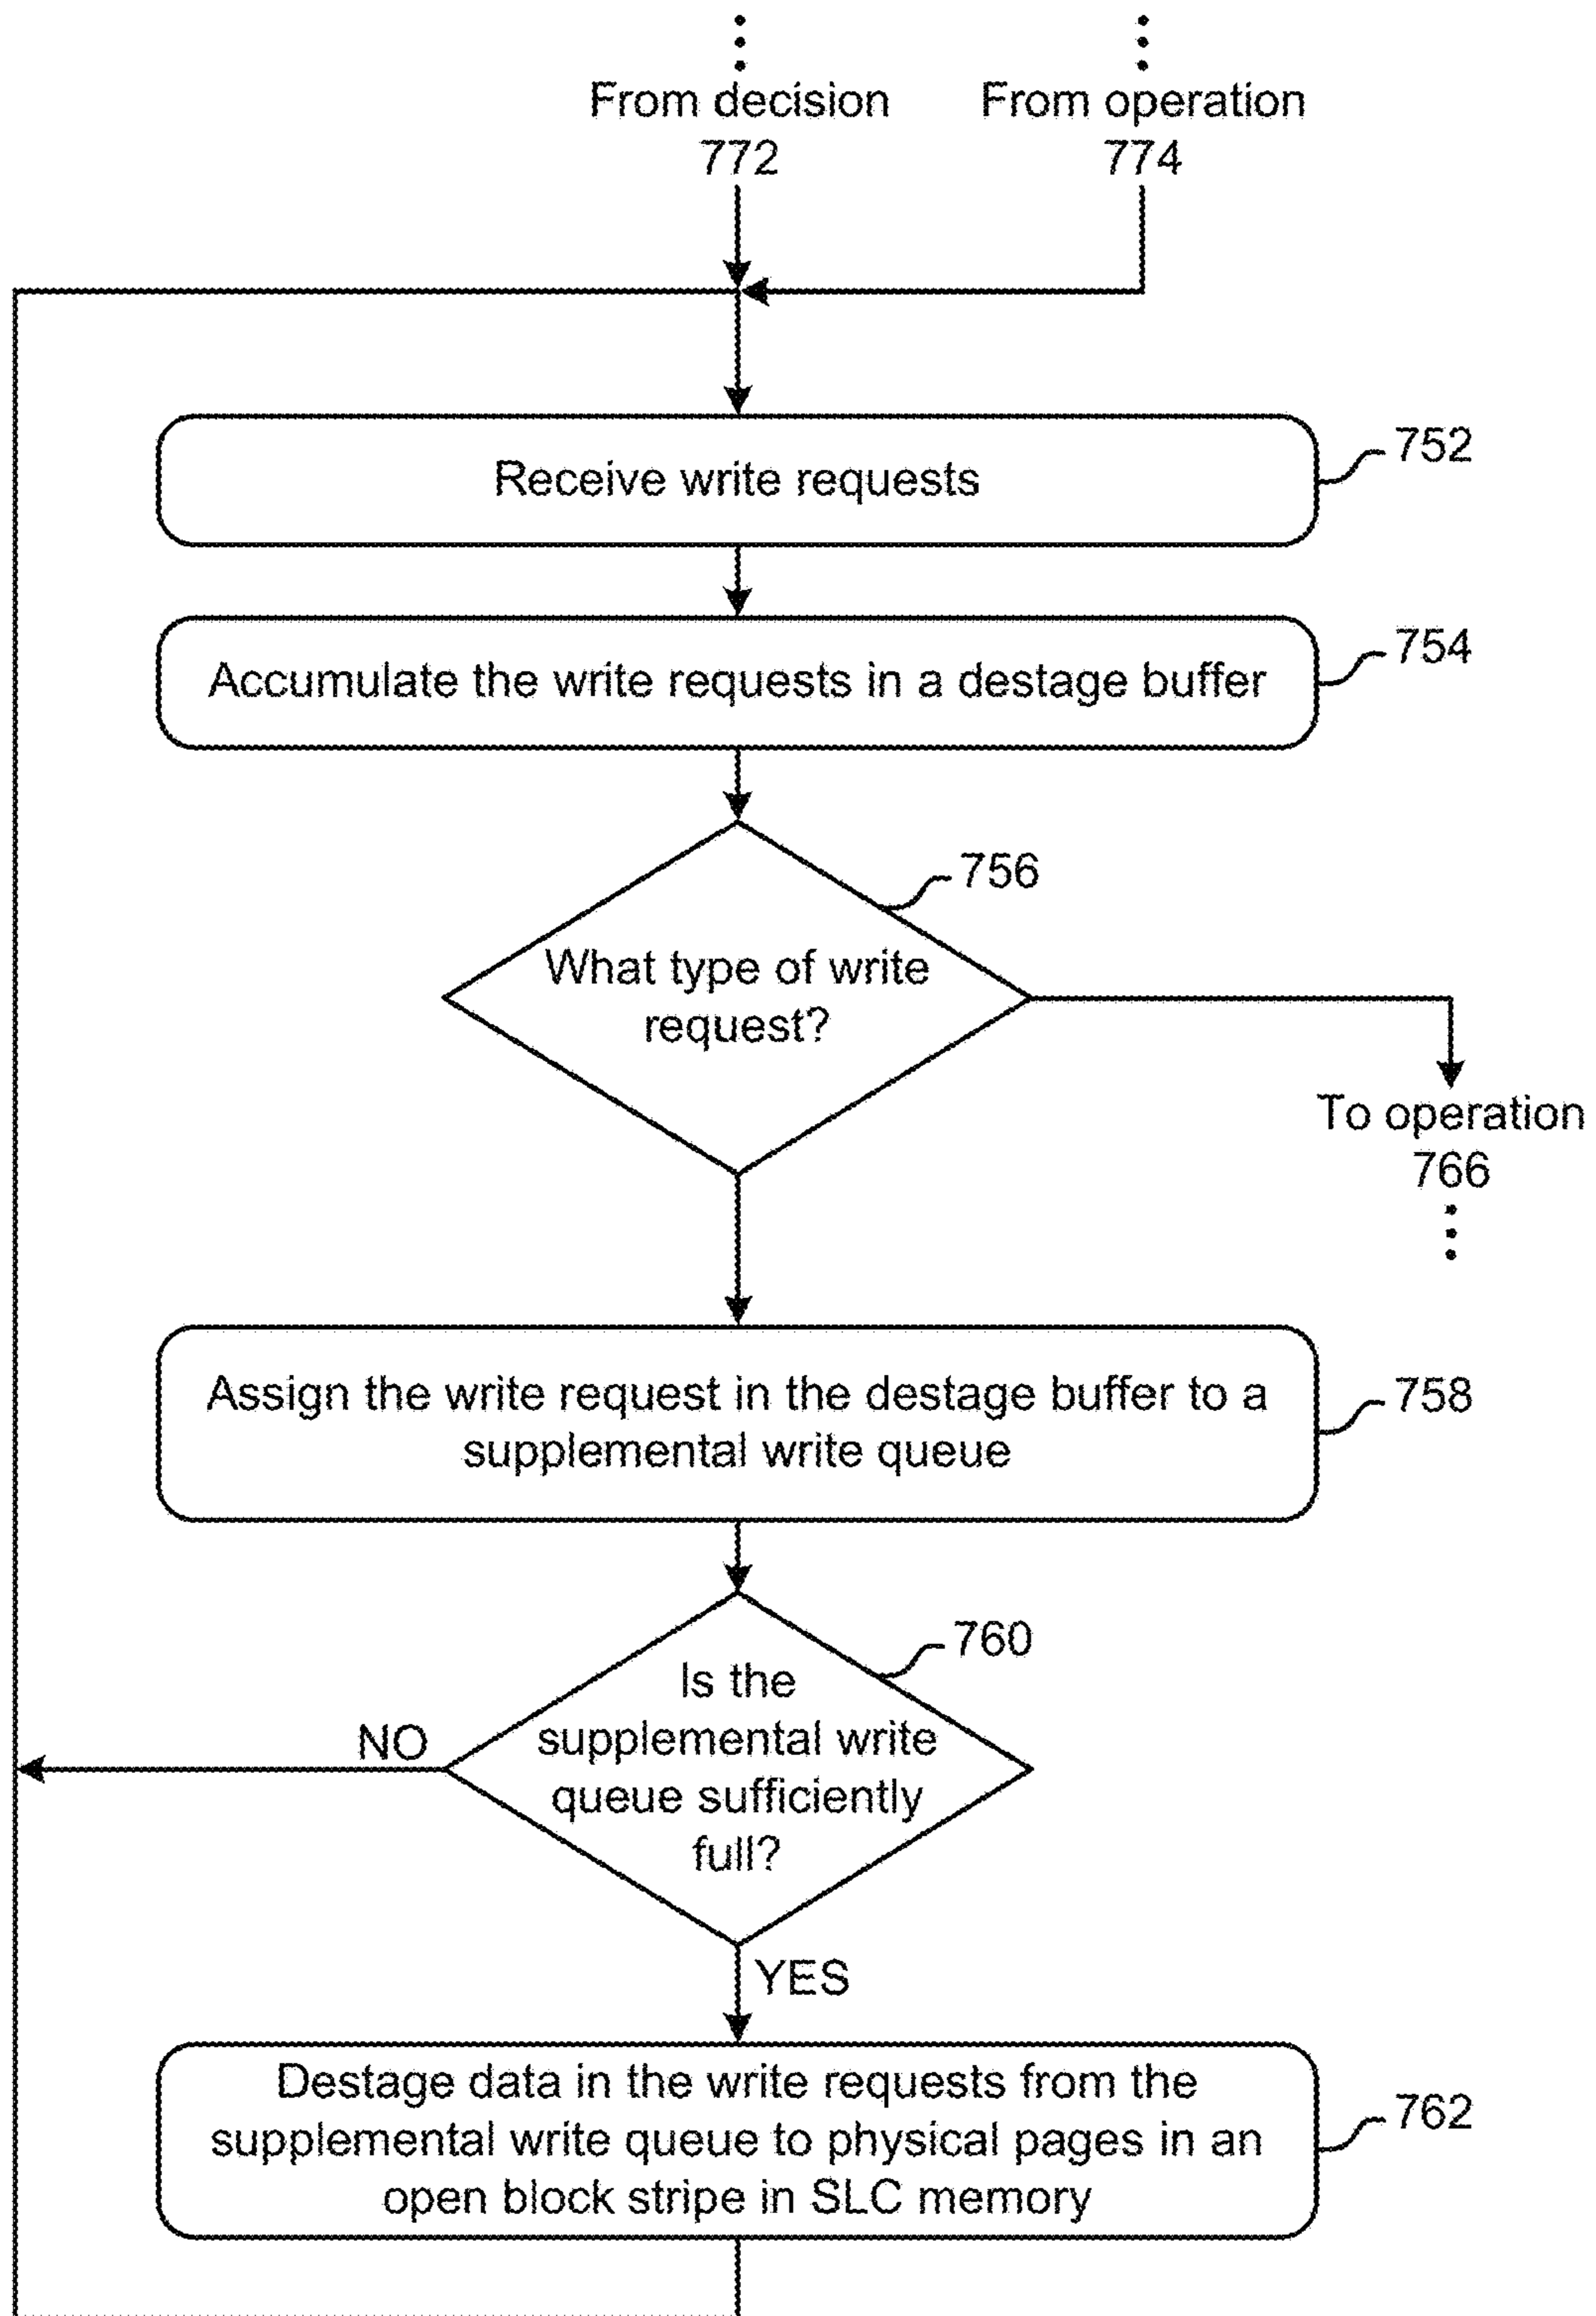 From decision
772
From operation
774
Receive write requests
752
Accumulate the write requests in a destage buffer
754
756
What type of write
request?
To operation
766
Assign the write request in the destage buffer to a
supplemental write queue
758
760
Is the
supplemental write
queue sufficiently
full?
NO
YES
Destage data in the write requests from the
supplemental write queue to physical pages in an
open block stripe in SLC memory
762